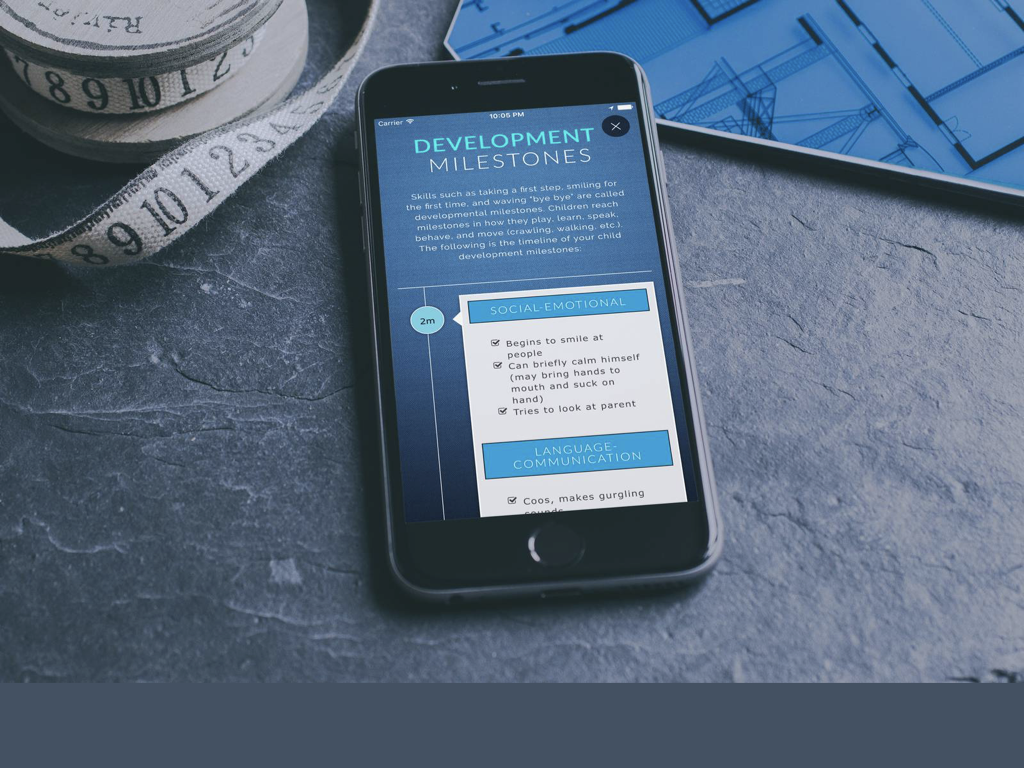 Rivier
7 8 9 10 1 2 3
7 8 9 10 1 2 3 4
Carrier
10:05 PM
DEVELOPMENT
MILESTONES
Skills such as taking a first step, smiling for
the first time, and waving "bye bye" are called
developmental milestones. Children reach
milestones in how they play, learn, speak,
behave, and move (crawling, walking, etc.).
The following is the timeline of your child
development milestones:
2m
SOCIAL-EMOTIONAL
Begins to smile at
people
Can briefly calm himself
(may bring hands to
mouth and suck on
hand)
Tries to look at parent
LANGUAGE-
COMMUNICATION
Coos, makes gurgling
sounds